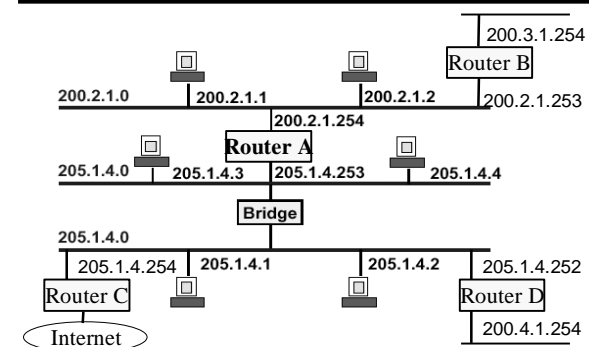 200.3.1.254
Router B
200.2.1.0
200.2.1.1
200.2.1.2
200.2.1.253
200.2.1.254
Router A
205.1.4.0
205.1.4.3
205.1.4.253
205.1.4.4
Bridge
205.1.4.0
205.1.4.254
205.1.4.1
205.1.4.2
205.1.4.252
Router C
Router D
Internet
200.4.1.254